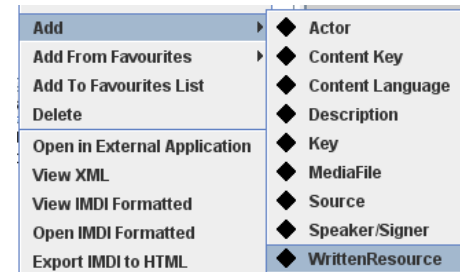 Add
Add From Favourites
Add To Favourites List
Delete
Open in External Application
View XML
View IMDI Formatted
Open IMDI Formatted
Export IMDI to HTML
Actor
Content Key
Content Language
Description
Key
MediaFile
Source
Speaker/Signer
WrittenResource